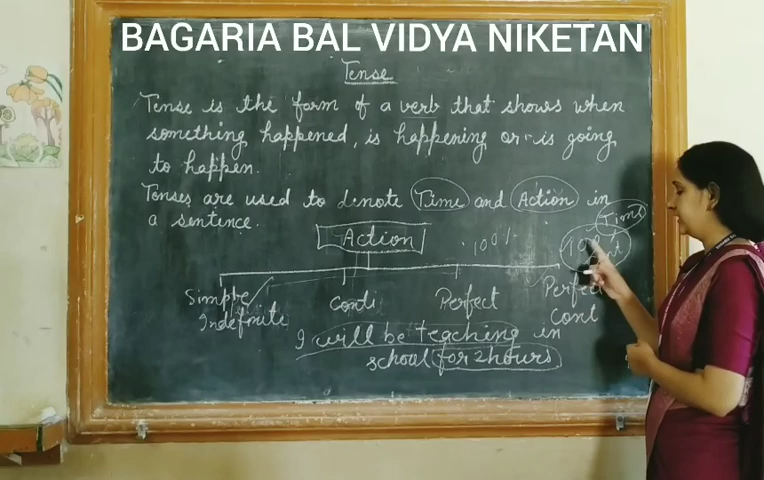 BAGARIA BAL VIDYA NIKETAN
Tense
Tense is the form of a verb that shows when
something happened, is happening or is going
to happen.
Tenses are used to denote Time and Action in
a sentence.
Time
Action
100%
Simple
Indefinite
Conti
Perfect
Perfect
Cont
I will be teaching in
school for 2 hours